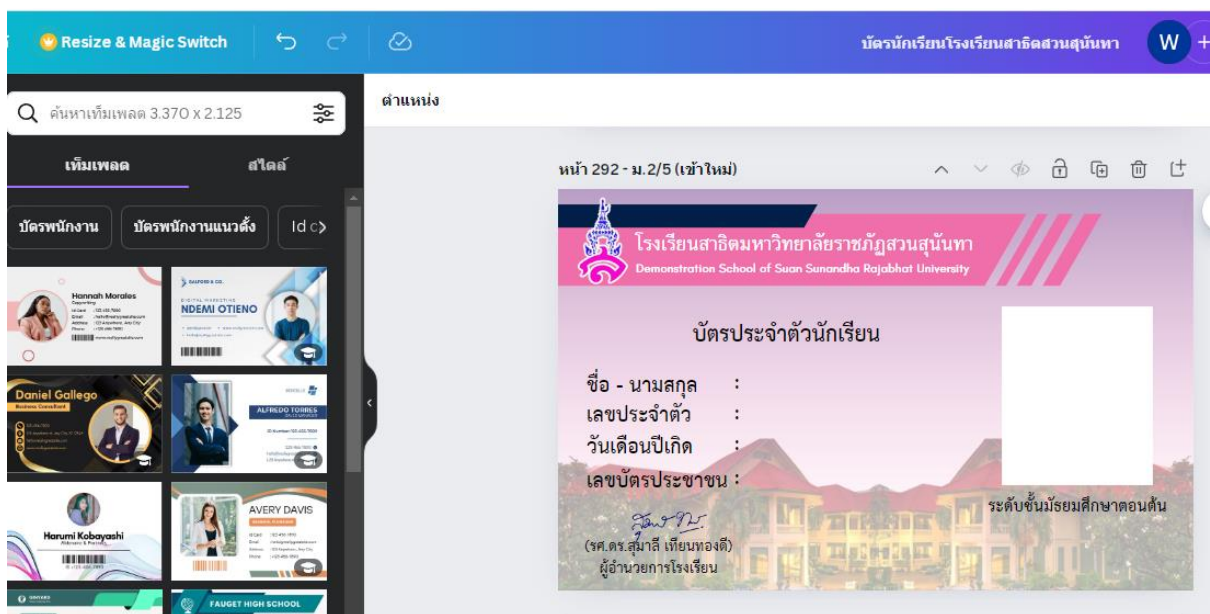 Resize & Magic Switch
บัตรนักเรียนโรงเรียนสาธิตสวนสุนันทา
W
ค้นหาเท็มเพลต 3.370 x 2.125
ตำแหน่ง
เท็มเพลต
สไตล์
บัตรพนักงาน
บัตรพนักงานแนวตั้ง
Id c
Hannah Morales
NDEMI OTIENO
Daniel Gallego
Business Consultant
ALFREDO TORRES
Harumi Kobayashi
AVERY DAVIS
FAUGET HIGH SCHOOL
หน้า 292 - ม.2/5 (เข้าใหม่)
โรงเรียนสาธิตมหาวิทยาลัยราชภัฏสวนสุนันทา
Demonstration School of Suan Sunandha Rajabhat University
บัตรประจำตัวนักเรียน
ชื่อ - นามสกุล :
เลขประจำตัว :
วันเดือนปีเกิด :
เลขบัตรประชาชน :
ระดับชั้นมัธยมศึกษาตอนต้น
(รศ.ดร.สุมาลี เทียนทองดี)
ผู้อำนวยการโรงเรียน